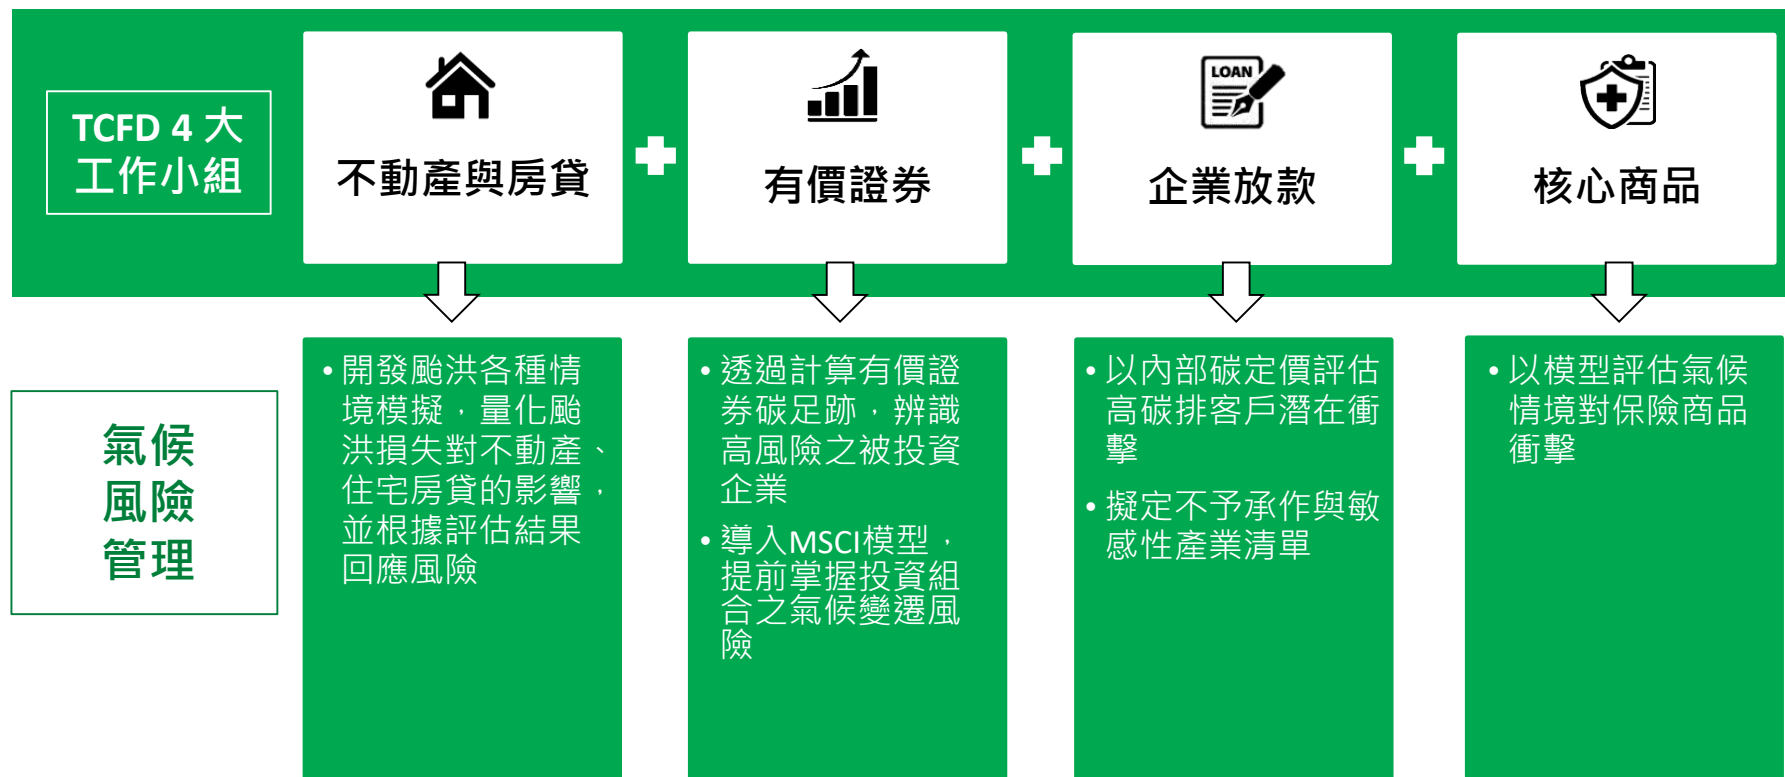 TCFD 4 大
工作小組
不動產與房貸
LOAN
有價證券
企業放款
核心商品
氣候
風險
管理
• 開發颱洪各種情
境模擬，量化颱
洪損失對不動產、
住宅房貸的影響，
並根據評估結果
回應風險
• 透過計算有價證
券碳足跡，辨識
高風險之被投資
企業
• 導入MSCI模型，
提前掌握投資組
合之氣候變遷風
險
• 以內部碳定價評估
高碳排客戶潛在衝
擊
• 擬定不予承作與敏
感性產業清單
• 以模型評估氣候
情境對保險商品
衝擊